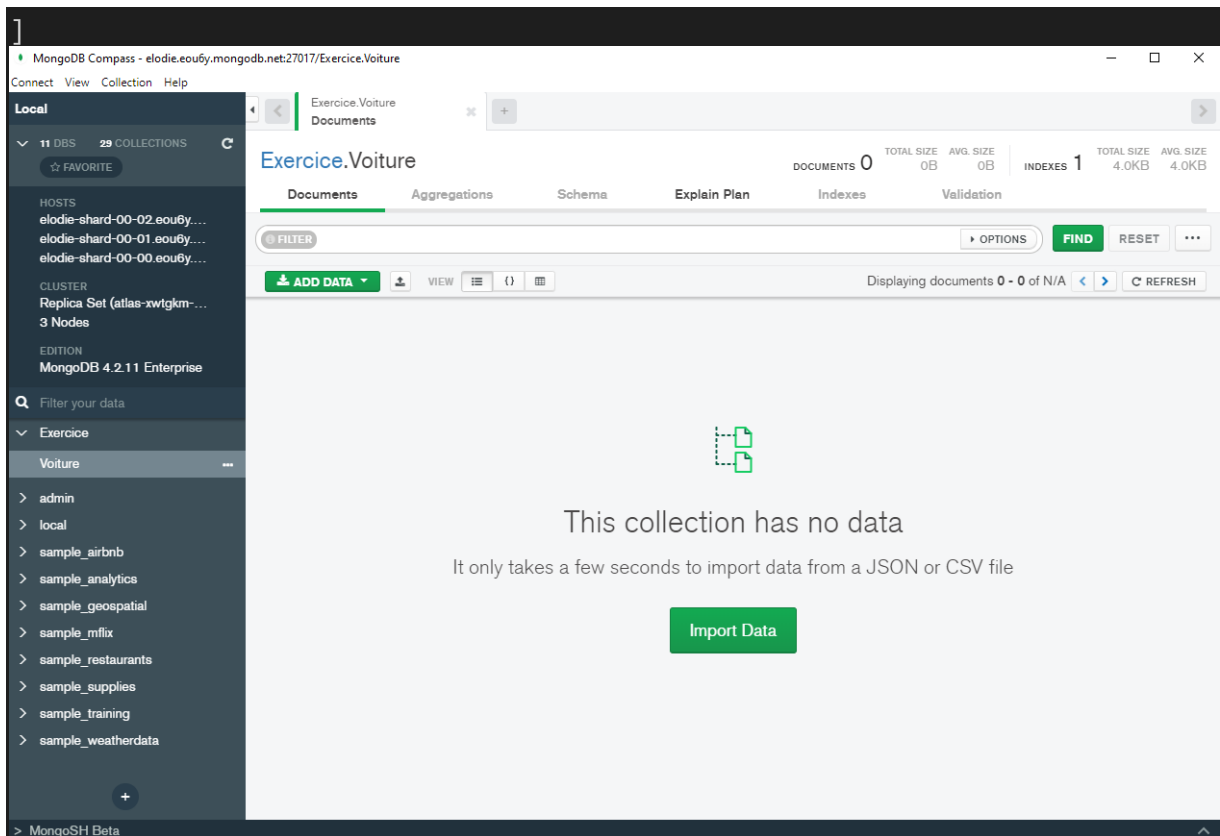 ]
MongoDB Compass - elodie.eou6y.mongodb.net:27017/Exercice.Voiture
Connect View Collection Help
Local
11 DBS 29 COLLECTIONS
FAVORITE
HOSTS
elodie-shard-00-02.eou6y....
elodie-shard-00-01.eou6y....
elodie-shard-00-00.eou6y....
CLUSTER
Replica Set (atlas-xwtgkm-...
3 Nodes
EDITION
MongoDB 4.2.11 Enterprise
Filter your data
Exercice
Voiture
admin
local
sample_airbnb
sample_analytics
sample_geospatial
sample_mflix
sample_restaurants
sample_supplies
sample_training
sample_weatherdata
> MongoSH Beta
Exercice.Voiture
Documents
Exercice.Voiture
DOCUMENTS 0 TOTAL SIZE 0B AVG. SIZE 0B INDEXES 1 TOTAL SIZE 4.0KB AVG. SIZE 4.0KB
Documents Aggregations Schema Explain Plan Indexes Validation
FILTER OPTIONS FIND RESET ...
ADD DATA VIEW {} Displaying documents 0 - 0 of N/A < > REFRESH
This collection has no data
It only takes a few seconds to import data from a JSON or CSV file
Import Data